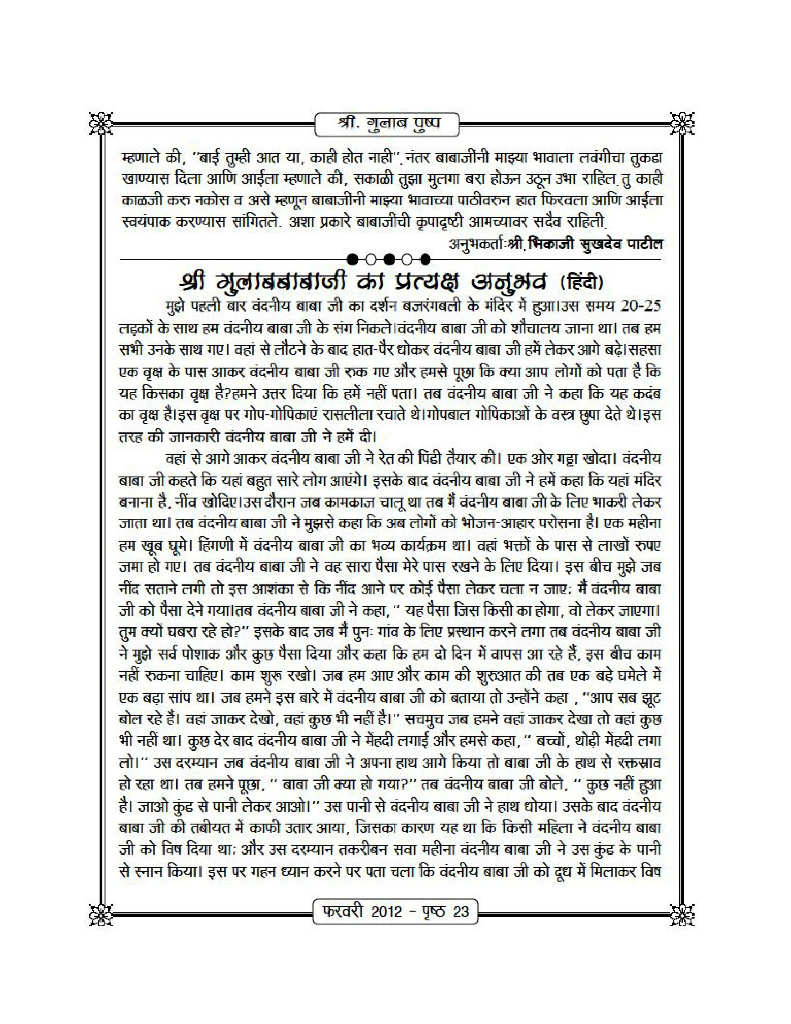 श्री. गुलाब पुष्प
म्हणाले की, ''बाई तुम्ही आत या, काही होत नाही''. नंतर बाबाजींनी माझ्या भावाला लवंगीचा तुकडा
खाण्यास दिला आणि आईला म्हणाले की, सकाळी तुझा मुलगा बरा होऊन उठून उभा राहिल. तु काही
काळजी करु नकोस व असे म्हणून बाबाजींनी माझ्या भावाच्या पाठीवरुन हात फिरवला आणि आईला
स्वयंपाक करण्यास सांगितले. अशा प्रकारे बाबाजीची कृपादृष्टी आमच्यावर सदैव राहिली.
अनुभकर्ताः श्री. भिकाजी सुखदेव पाटील
श्री गुलाबबाबाजी का प्रत्यक्ष अनुभव (हिंदी)
मुझे पहली बार वंदनीय बाबा जी का दर्शन बजरंगबली के मंदिर में हुआ।उस समय 20-25
लड़कों के साथ हम वंदनीय बाबा जी के संग निकले।वंदनीय बाबा जी को शौचालय जाना था। तब हम
सभी उनके साथ गए। वहां से लौटने के बाद हात-पैर धोकर वंदनीय बाबा जी हमें लेकर आगे बढ़े।सहसा
एक वृक्ष के पास आकर वंदनीय बाबा जी रुक गए और हमसे पूछा कि क्या आप लोगों को पता है कि
यह किसका वृक्ष है?हमने उत्तर दिया कि हमें नहीं पता। तब वंदनीय बाबा जी ने कहा कि यह कदंब
का वृक्ष है।इस वृक्ष पर गोप-गोपिकाएं रासलीला रचाते थे।गोपबाल गोपिकाओं के वस्त्र छुपा देते थे।इस
तरह की जानकारी वंदनीय बाबा जी ने हमें दी।
वहां से आगे आकर वंदनीय बाबा जी ने रेत की पिंडी तैयार की। एक ओर गड्ढा खोदा। वंदनीय
बाबा जी कहते कि यहां बहुत सारे लोग आएंगे। इसके बाद वंदनीय बाबा जी ने हमें कहा कि यहां मंदिर
बनाना है, नींव खोदिए।उस दौरान जब कामकाज चालू था तब मैं वंदनीय बाबा जी के लिए भाकरी लेकर
जाता था। तब वंदनीय बाबा जी ने मुझसे कहा कि अब लोगों को भोजन-आहार परोसना है। एक महीना
हम खूब घूमे। हिंगणी में वंदनीय बाबा जी का भव्य कार्यक्रम था। वहां भक्तों के पास से लाखों रुपए
जमा हो गए। तब वंदनीय बाबा जी ने वह सारा पैसा मेरे पास रखने के लिए दिया। इस बीच मुझे जब
नींद सताने लगी तो इस आशंका से कि नींद आने पर कोई पैसा लेकर चला न जाए; मैं वंदनीय बाबा
जी को पैसा देने गया।तब वंदनीय बाबा जी ने कहा, '' यह पैसा जिस किसी का होगा, वो लेकर जाएगा।
तुम क्यों घबरा रहे हो?'' इसके बाद जब मैं पुनः गांव के लिए प्रस्थान करने लगा तब वंदनीय बाबा जी
ने मुझे सर्व पोशाक और कुछ पैसा दिया और कहा कि हम दो दिन में वापस आ रहे हैं, इस बीच काम
नहीं रुकना चाहिए। काम शुरू रखो। जब हम आए और काम की शुरुआत की तब एक बड़े घमेले में
एक बड़ा सांप था। जब हमने इस बारे में वंदनीय बाबा जी को बताया तो उन्होंने कहा , ''आप सब झूट
बोल रहे हैं। वहां जाकर देखो, वहां कुछ भी नहीं है।'' सचमुच जब हमने वहां जाकर देखा तो वहां कुछ
भी नहीं था। कुछ देर बाद वंदनीय बाबा जी ने मेंहदी लगाई और हमसे कहा, '' बच्चों, थोड़ी मेंहदी लगा
लो।'' उस दरम्यान जब वंदनीय बाबा जी ने अपना हाथ आगे किया तो बाबा जी के हाथ से रक्तस्राव
हो रहा था। तब हमने पूछा, '' बाबा जी क्या हो गया?'' तब वंदनीय बाबा जी बोले, '' कुछ नहीं हुआ
है। जाओ कुंड से पानी लेकर आओ।'' उस पानी से वंदनीय बाबा जी ने हाथ धोया। उसके बाद वंदनीय
बाबा जी की तबीयत में काफी उतार आया, जिसका कारण यह था कि किसी महिला ने वंदनीय बाबा
जी को विष दिया था; और उस दरम्यान तकरीबन सवा महीना वंदनीय बाबा जी ने उस कुंड के पानी
से स्नान किया। इस पर गहन ध्यान करने पर पता चला कि वंदनीय बाबा जी को दूध में मिलाकर विष
फरवरी 2012 - पृष्ठ 23